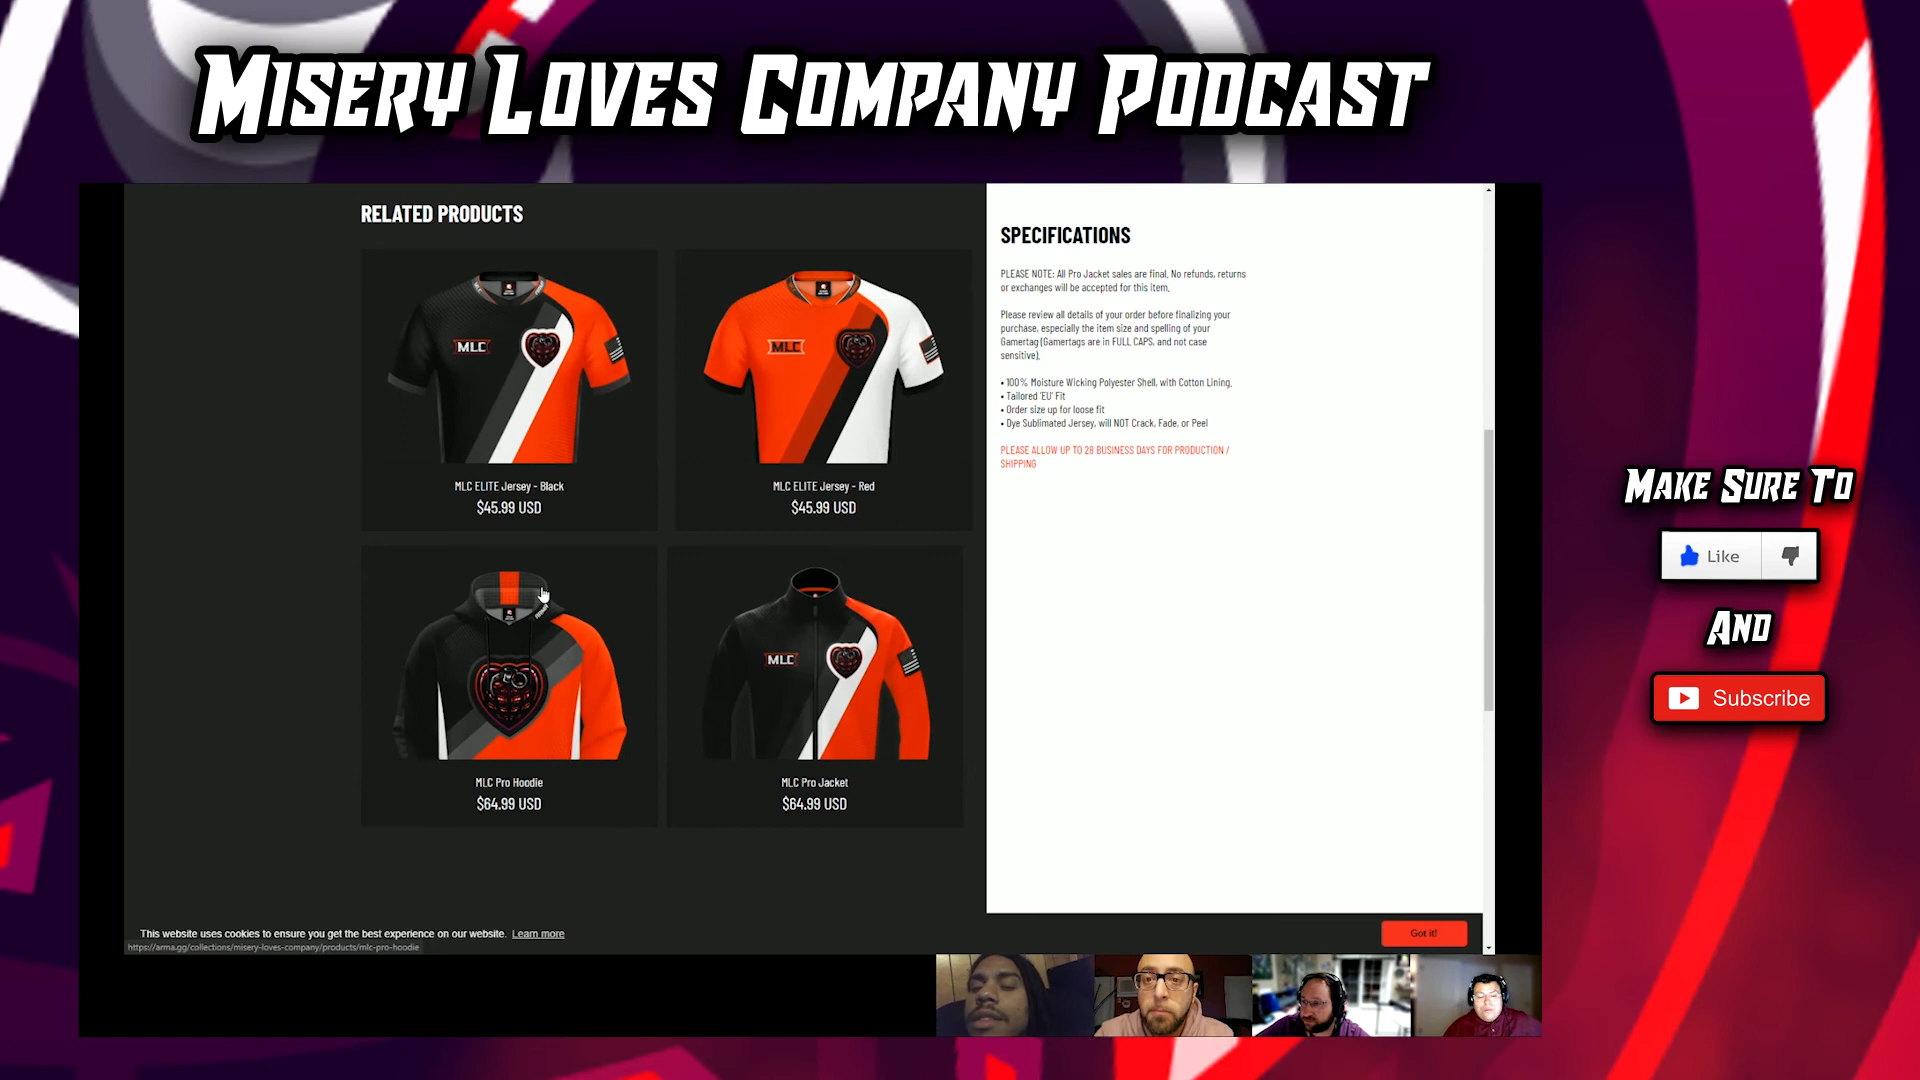 Misery Loves Company Podcast
RELATED PRODUCTS
MLC
MLC
MLC ELITE Jersey - Black
$45.99 USD
MLC ELITE Jersey - Red
$45.99 USD
MLC
MLC Pro Hoodie
$64.99 USD
MLC Pro Jacket
$64.99 USD
SPECIFICATIONS
PLEASE NOTE: All Pro Jacket sales are final. No refunds, returns
or exchanges will be accepted for this item.
Please review all details of your order before finalizing your
purchase, especially the item size and spelling of your
Gamertag (Gamertags are in FULL CAPS, and not case
sensitive).
• 100% Moisture Wicking Polyester Shell, with Cotton Lining.
• Tailored 'EU' Fit
• Order size up for loose fit
• Dye Sublimated Jersey, will NOT Crack, Fade, or Peel
PLEASE ALLOW UP TO 28 BUSINESS DAYS FOR PRODUCTION /
SHIPPING
This website uses cookies to ensure you get the best experience on our website. Learn more
Got it!
https://arma.gg/collections/misery-loves-company/products/mlc-pro-hoodie
Make Sure To
Like
And
Subscribe